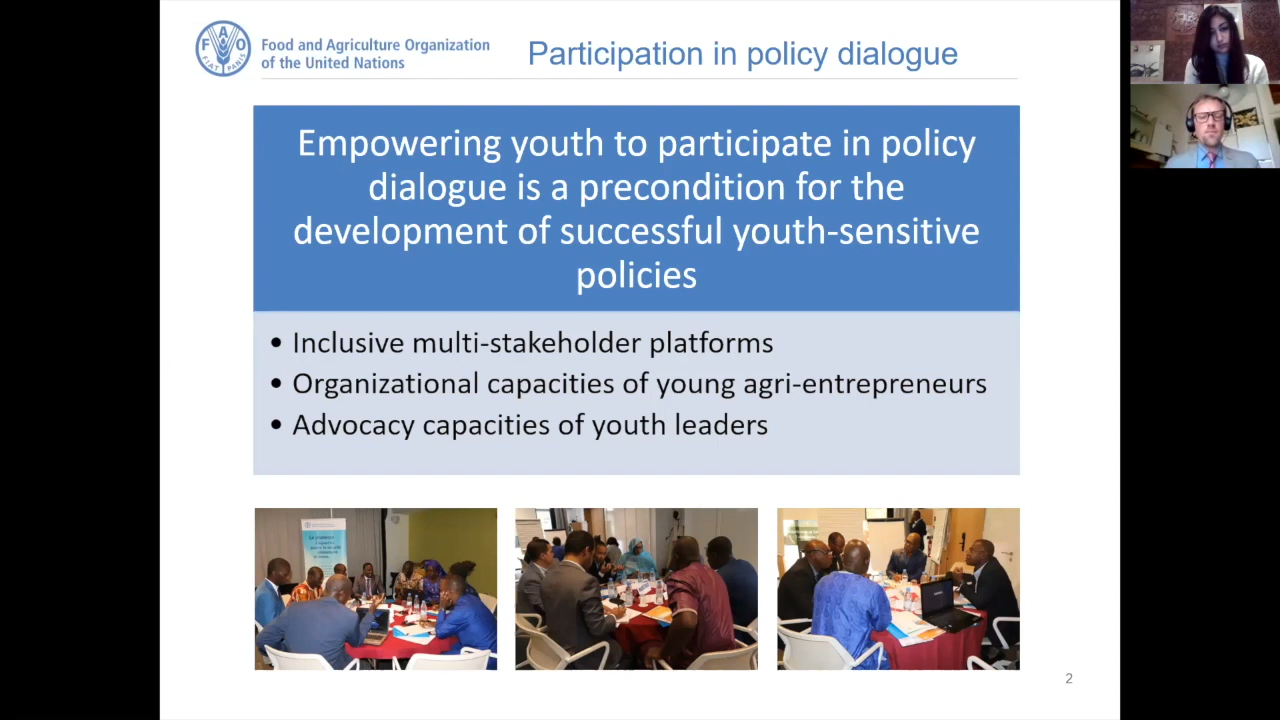 Food and Agriculture Organization
of the United Nations
Participation in policy dialogue
Empowering youth to participate in policy
dialogue is a precondition for the
development of successful youth-sensitive
policies
• Inclusive multi-stakeholder platforms
• Organizational capacities of young agri-entrepreneurs
• Advocacy capacities of youth leaders
F A O
FIAT PANIS
2